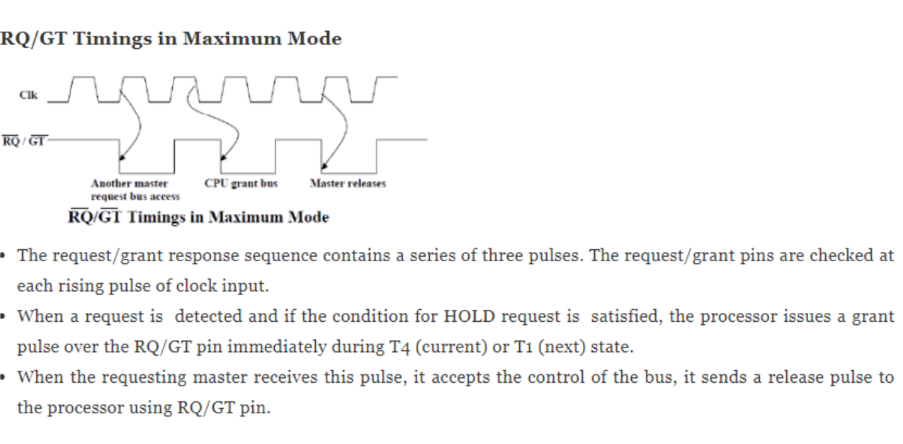 RQ/GT Timings in Maximum Mode
Clk
RQ / GT
Another master
request bus access
CPU grant bus
Master releases
RQ/GT Timings in Maximum Mode
• The request/grant response sequence contains a series of three pulses. The request/grant pins are checked at
each rising pulse of clock input.
• When a request is detected and if the condition for HOLD request is satisfied, the processor issues a grant
pulse over the RQ/GT pin immediately during T4 (current) or T1 (next) state.
• When the requesting master receives this pulse, it accepts the control of the bus, it sends a release pulse to
the processor using RQ/GT pin.